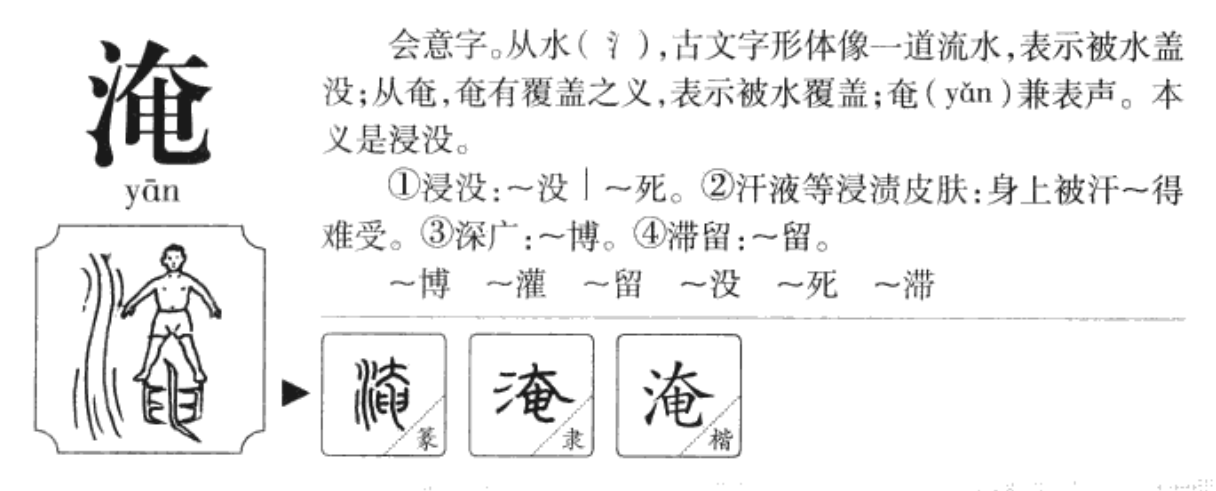 淹
yān
会意字。从水(氵),古文字形体像一道流水,表示被水盖
没;从奄,奄有覆盖之义,表示被水覆盖;奄(yǎn)兼表声。本
义是浸没。
①浸没:～没｜～死。②汗液等浸渍皮肤:身上被汗～得
难受。③深广:～博。④滞留:～留。
～博 ～灌 ～留 ～没 ～死 ～滞
淹 篆 淹 隶 淹 楷